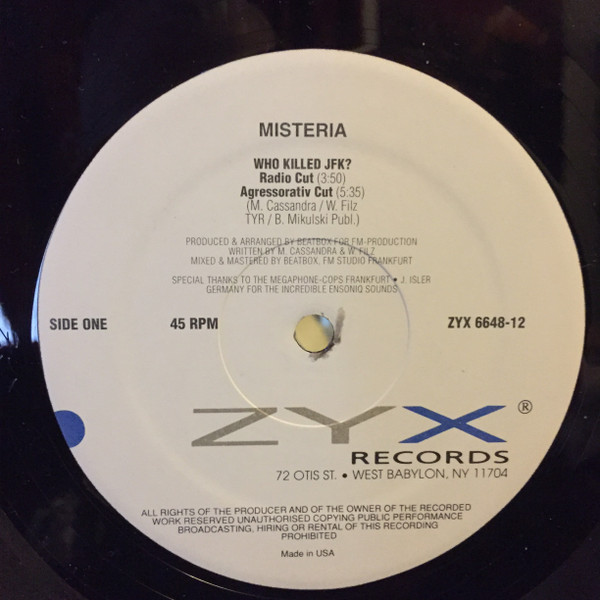 MISTERIA
WHO KILLED JFK?
Radio Cut (3:50)
Agressorativ Cut (5:35)
(M. Cassandra / W. Filz
TYR / B. Mikulski Publ.)
PRODUCED & ARRANGED BY BEATBOX FOR FM-PRODUCTION
WRITTEN BY M. CASSANDRA & W. FILZ
MIXED & MASTERED BY BEATBOX, FM STUDIO FRANKFURT
SPECIAL THANKS TO THE MEGAPHONE-COPS FRANKFURT • J. ISLER
GERMANY FOR THE INCREDIBLE ENSONIQ SOUNDS
SIDE ONE 45 RPM ZYX 6648-12
ZYX ®
RECORDS
72 OTIS ST. • WEST BABYLON, NY 11704
ALL RIGHTS OF THE PRODUCER AND OF THE OWNER OF THE RECORDED
WORK RESERVED UNAUTHORISED COPYING PUBLIC PERFORMANCE
BROADCASTING, HIRING OR RENTAL OF THIS RECORDING
PROHIBITED
Made in USA